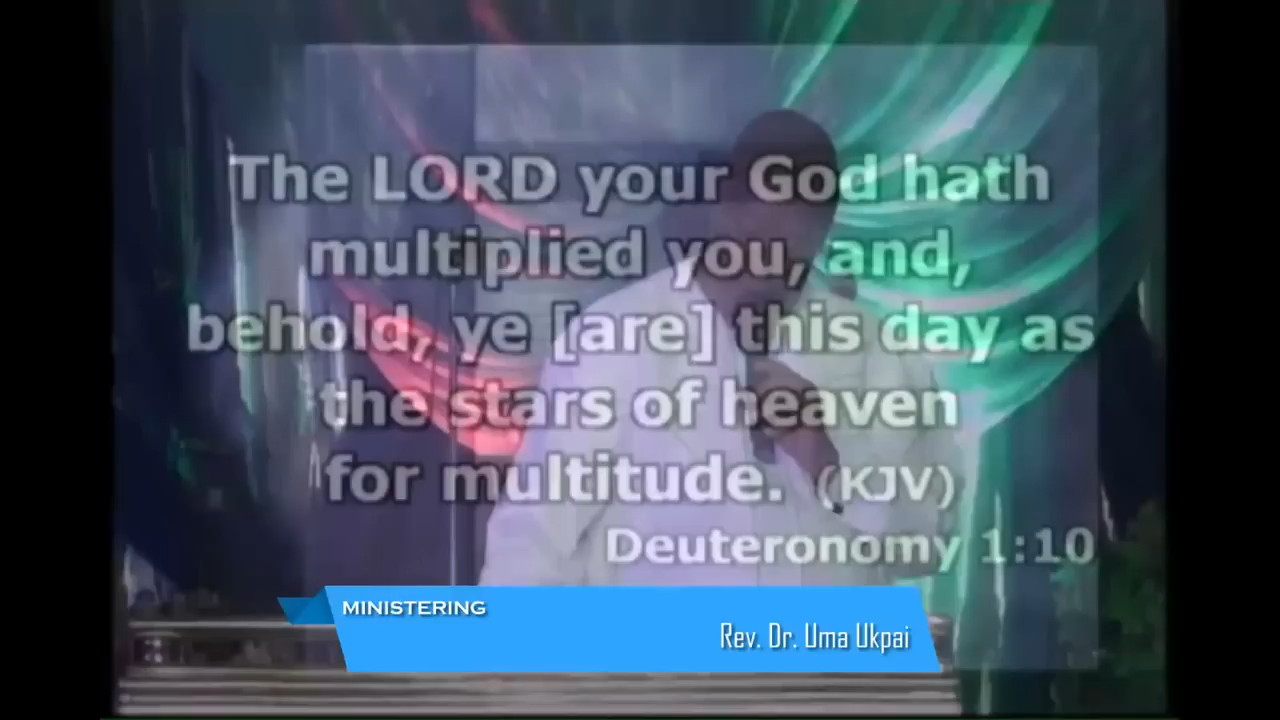 The LORD your God hath
multiplied you, and,
behold, ye [are] this day as
the stars of heaven
for multitude. (KJV)
Deuteronomy 1:10
MINISTERING
Rev. Dr. Uma Ukpai